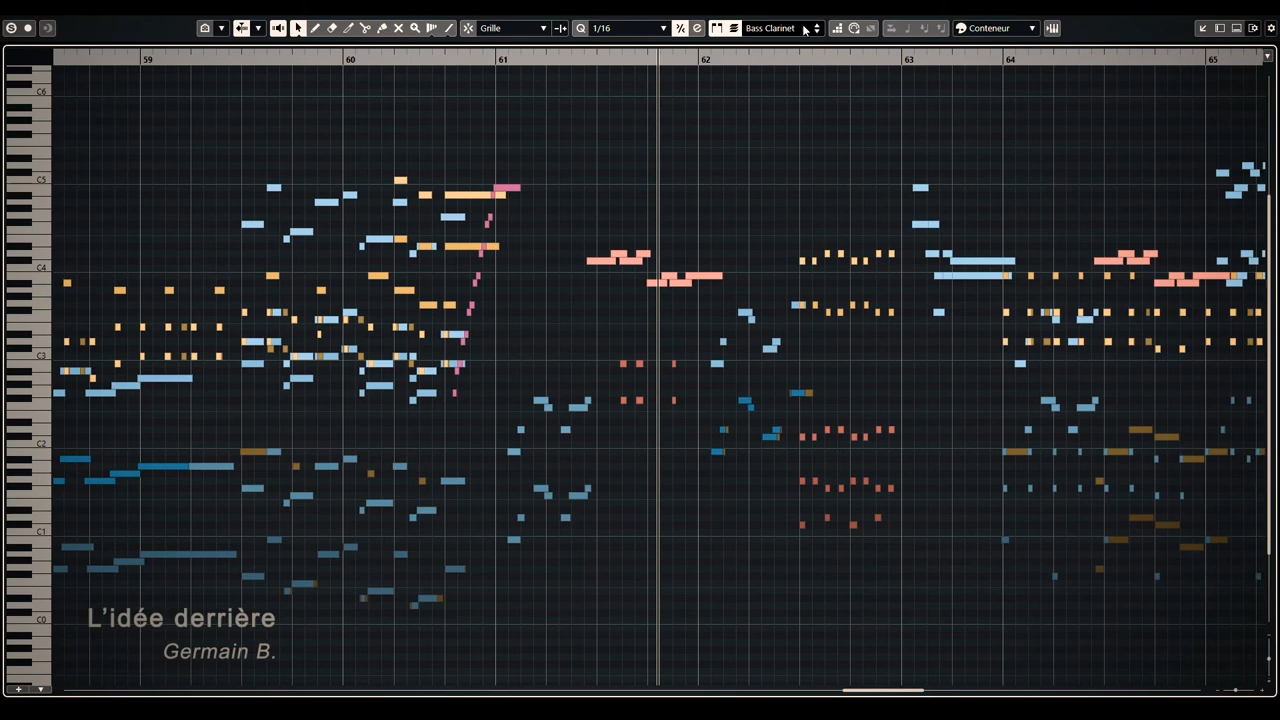 S
Grille
Q
1/16
Bass Clarinet
Conteneur
59 60 61 62 63 64 65
C6
C5
C4
C3
C2
C1
C0
L’idée derrière
Germain B.